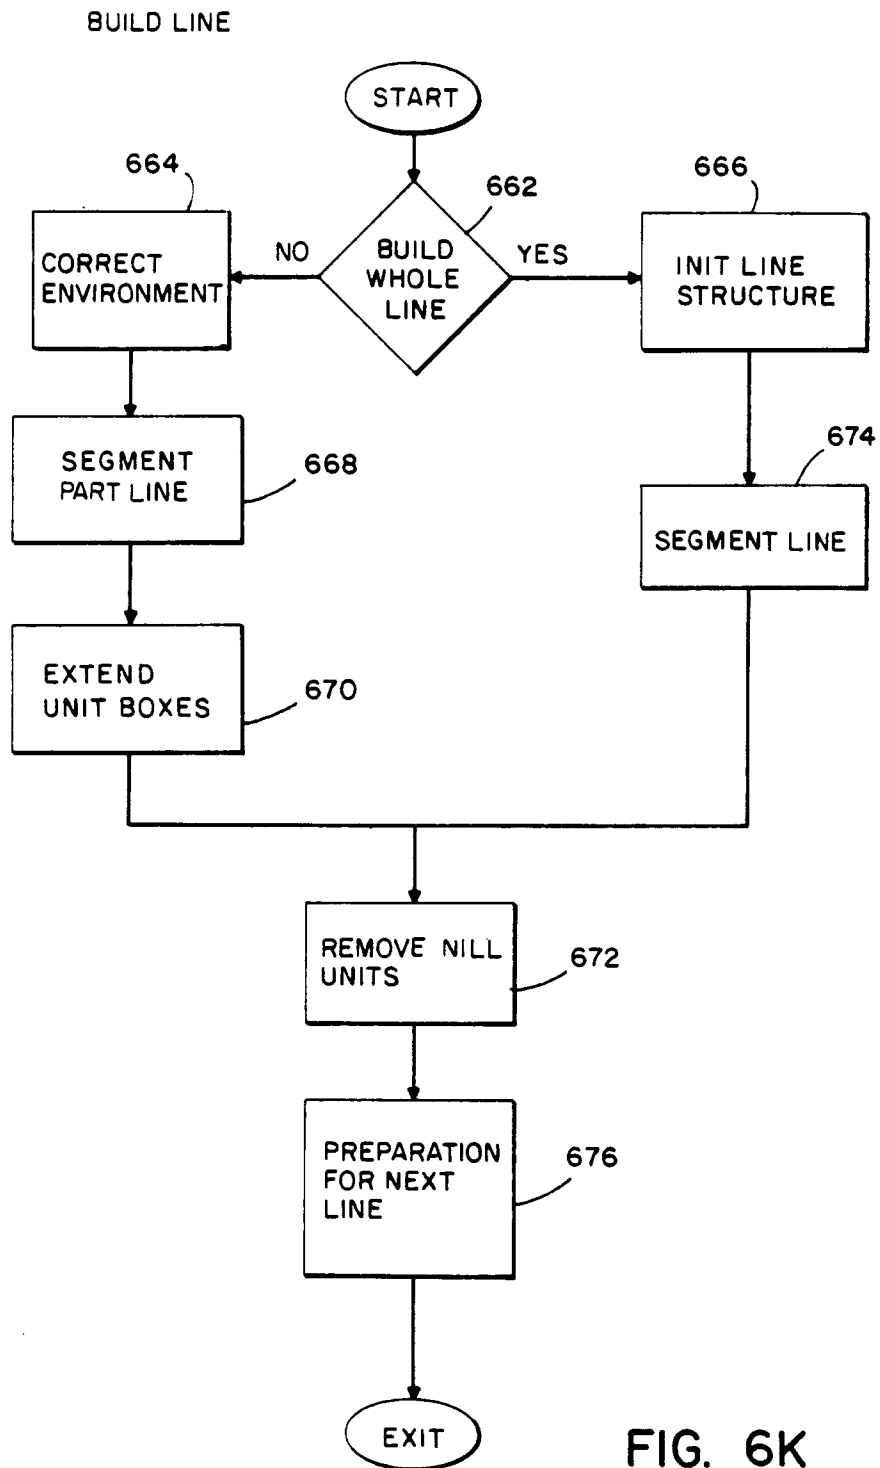 BUILD LINE
START
664
662
666
NO
BUILD
WHOLE
LINE
YES
CORRECT
ENVIRONMENT
INIT LINE
STRUCTURE
SEGMENT
PART LINE
668
674
SEGMENT LINE
EXTEND
UNIT BOXES
670
REMOVE NILL
UNITS
672
PREPARATION
FOR NEXT
LINE
676
EXIT
FIG. 6K